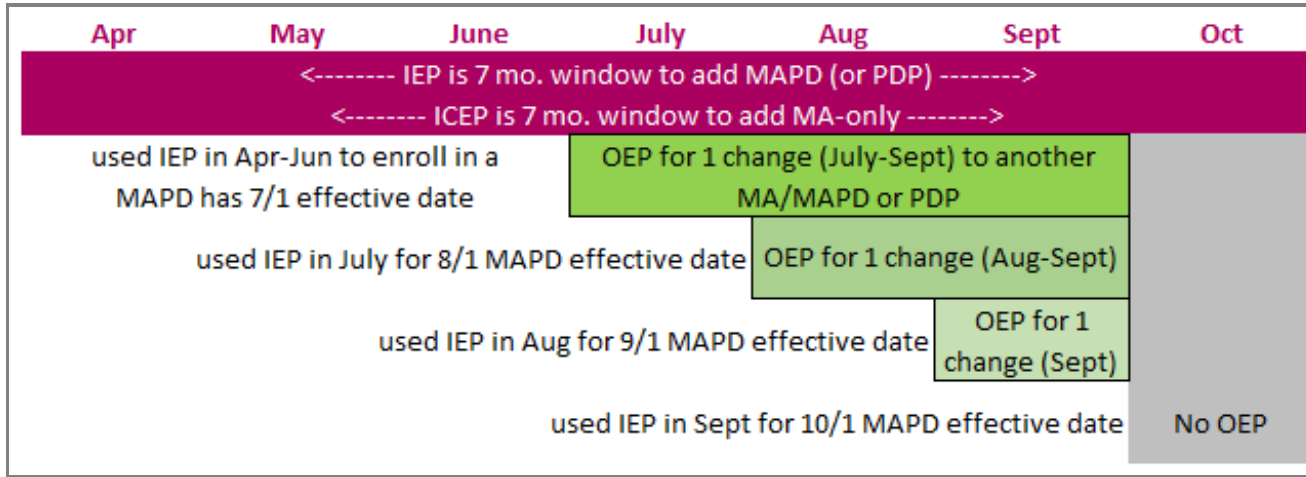 Apr May June July Aug Sept Oct
<-------- IEP is 7 mo. window to add MAPD (or PDP) -------->
<-------- ICEP is 7 mo. window to add MA-only -------->
used IEP in Apr-Jun to enroll in a
MAPD has 7/1 effective date
OEP for 1 change (July-Sept) to another
MA/MAPD or PDP
used IEP in July for 8/1 MAPD effective date
OEP for 1 change (Aug-Sept)
used IEP in Aug for 9/1 MAPD effective date
OEP for 1
change (Sept)
used IEP in Sept for 10/1 MAPD effective date
No OEP